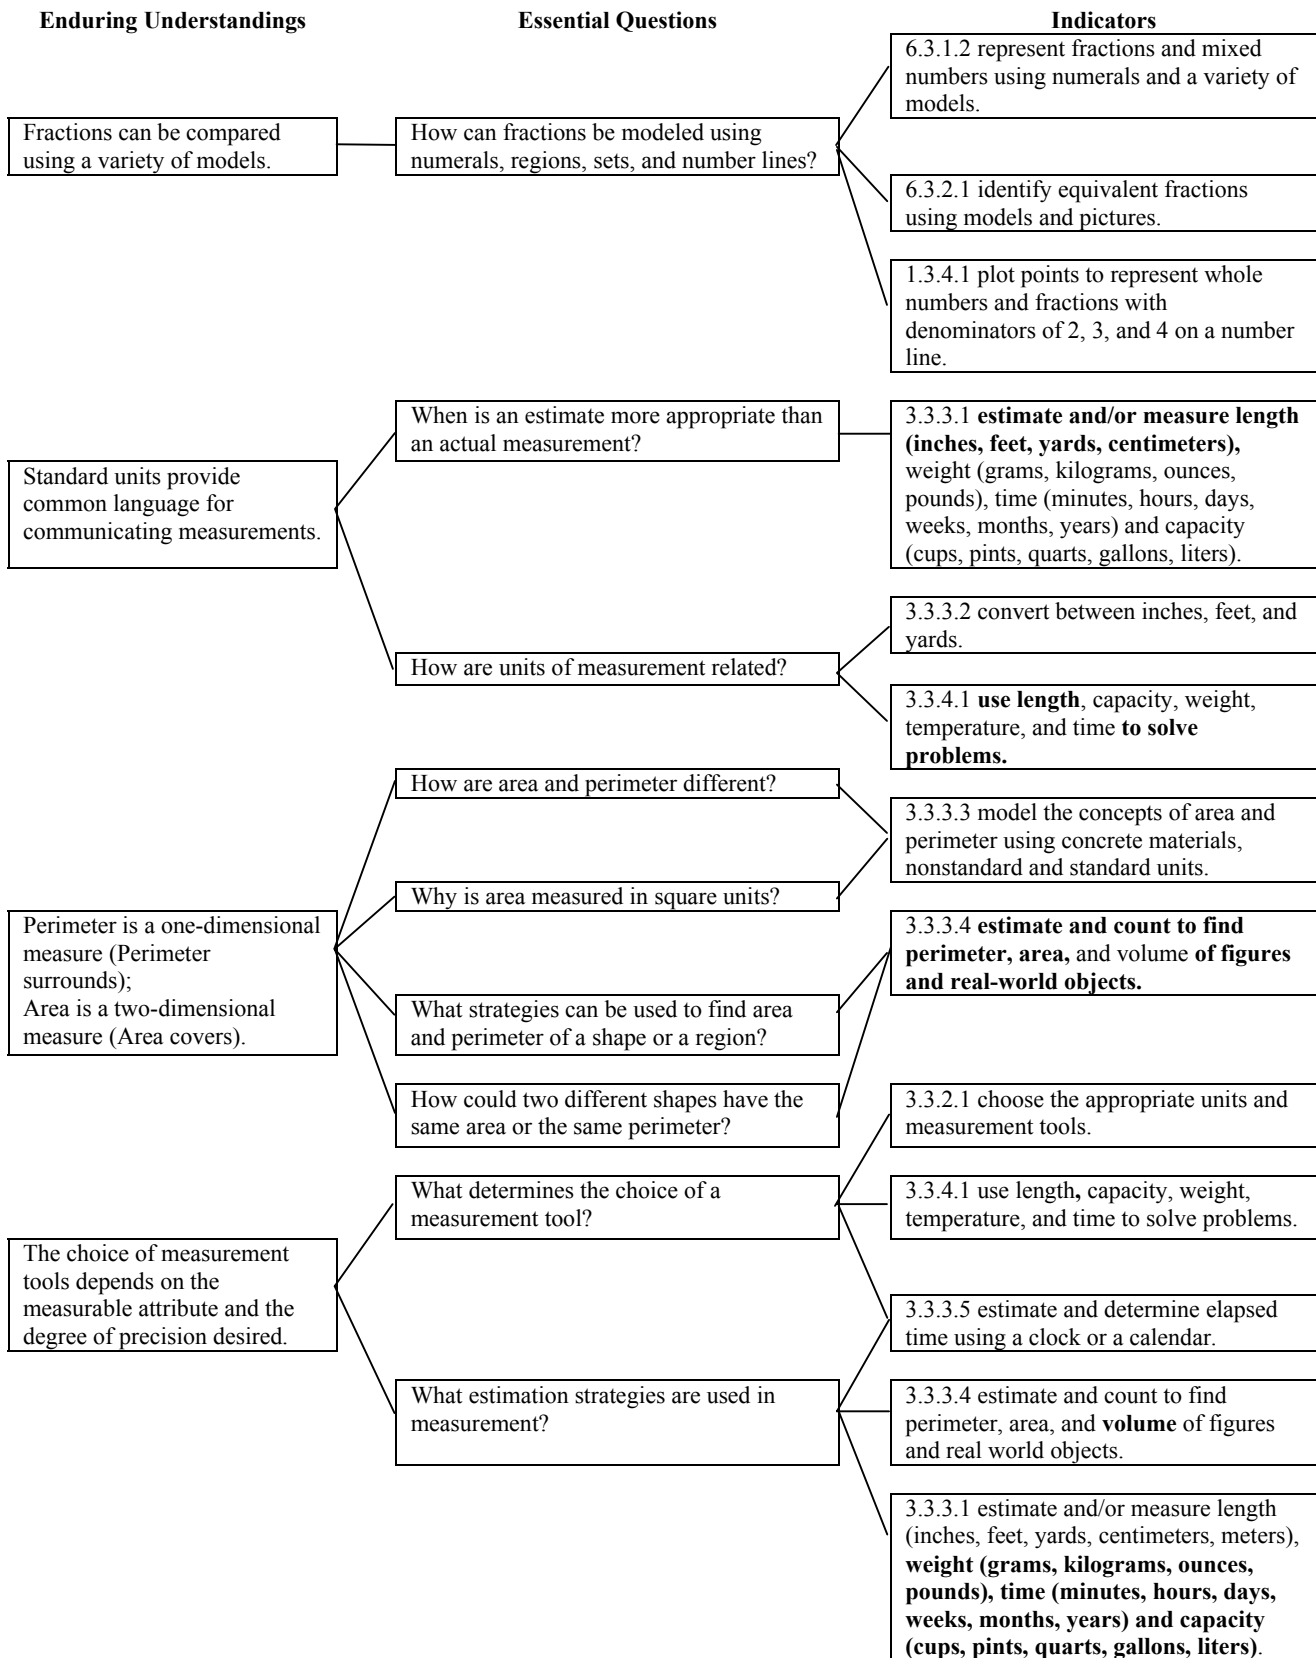 Enduring Understandings
Essential Questions
Indicators
6.3.1.2 represent fractions and mixed
numbers using numerals and a variety of
models.
Fractions can be compared
using a variety of models.
How can fractions be modeled using
numerals, regions, sets, and number lines?
6.3.2.1 identify equivalent fractions
using models and pictures.
1.3.4.1 plot points to represent whole
numbers and fractions with
denominators of 2, 3, and 4 on a number
line.
Standard units provide
common language for
communicating measurements.
When is an estimate more appropriate than
an actual measurement?
3.3.3.1 estimate and/or measure length
(inches, feet, yards, centimeters),
weight (grams, kilograms, ounces,
pounds), time (minutes, hours, days,
weeks, months, years) and capacity
(cups, pints, quarts, gallons, liters).
How are units of measurement related?
3.3.3.2 convert between inches, feet, and
yards.
3.3.4.1 use length, capacity, weight,
temperature, and time to solve
problems.
Perimeter is a one-dimensional
measure (Perimeter
surrounds);
Area is a two-dimensional
measure (Area covers).
How are area and perimeter different?
Why is area measured in square units?
3.3.3.3 model the concepts of area and
perimeter using concrete materials,
nonstandard and standard units.
What strategies can be used to find area
and perimeter of a shape or a region?
How could two different shapes have the
same area or the same perimeter?
3.3.3.4 estimate and count to find
perimeter, area, and volume of figures
and real-world objects.
The choice of measurement
tools depends on the
measurable attribute and the
degree of precision desired.
What determines the choice of a
measurement tool?
3.3.2.1 choose the appropriate units and
measurement tools.
3.3.4.1 use length, capacity, weight,
temperature, and time to solve problems.
3.3.3.5 estimate and determine elapsed
time using a clock or a calendar.
What estimation strategies are used in
measurement?
3.3.3.4 estimate and count to find
perimeter, area, and volume of figures
and real world objects.
3.3.3.1 estimate and/or measure length
(inches, feet, yards, centimeters, meters),
weight (grams, kilograms, ounces,
pounds), time (minutes, hours, days,
weeks, months, years) and capacity
(cups, pints, quarts, gallons, liters).